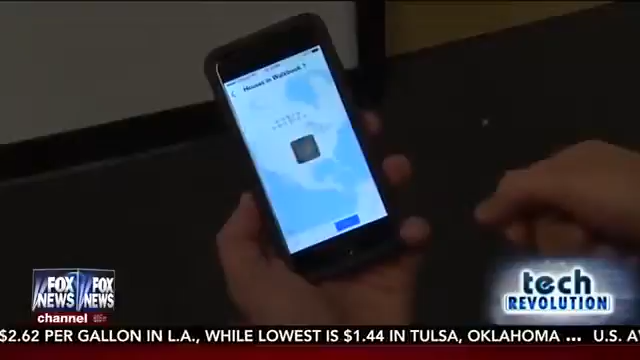 Houses in Walkbook
FOX
NEWS
FOX
NEWS
channel
tech
REVOLUTION
$2.62 PER GALLON IN L.A., WHILE LOWEST IS $1.44 IN TULSA, OKLAHOMA ... U.S. A